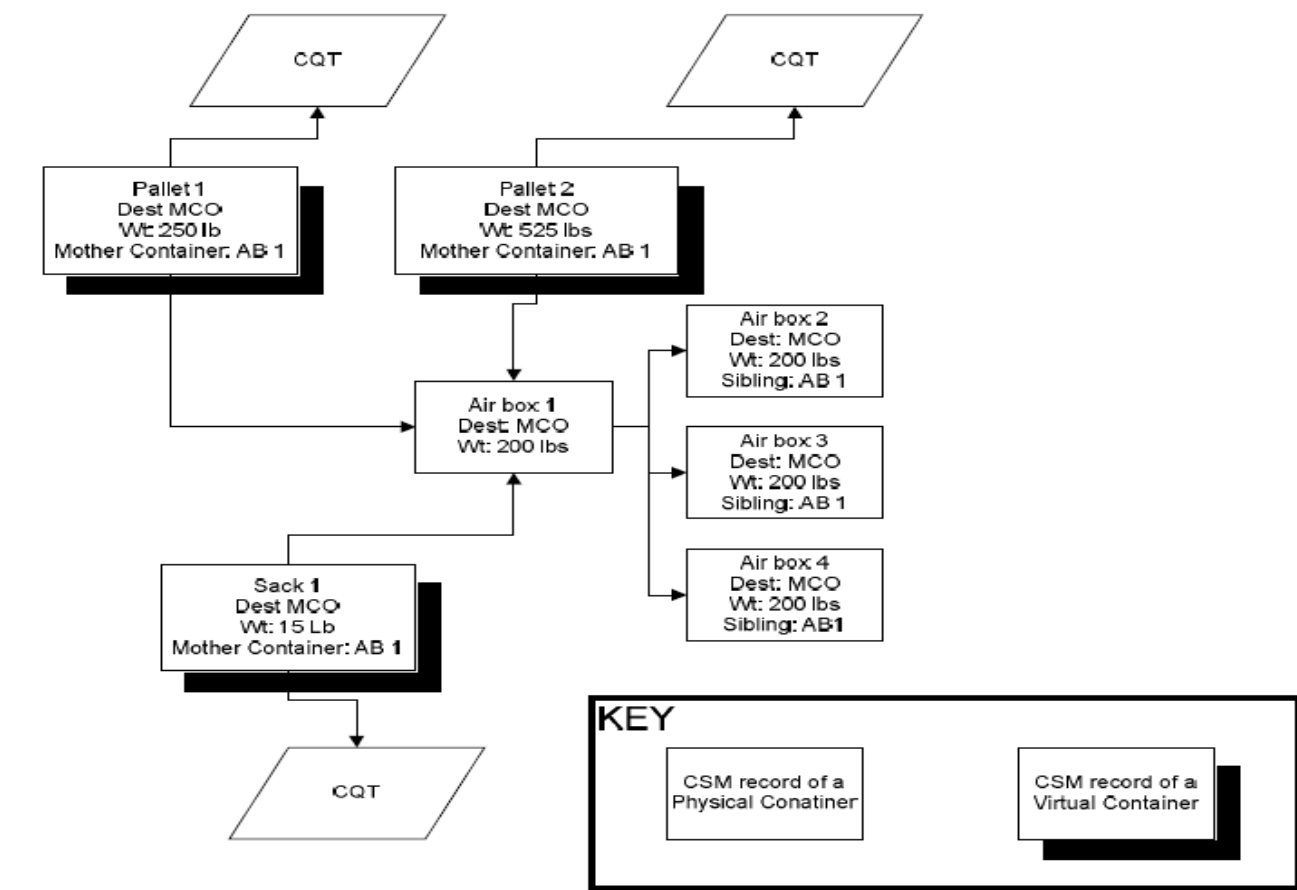 CQT
CQT
Pallet 1
Dest MCO
Wt: 250 lb
Mother Container: AB 1
Pallet 2
Dest MCO
Wt: 525 lbs
Mother Container: AB 1
Air box 2
Dest: MCO
Wt: 200 lbs
Sibling: AB 1
Air box 1
Dest: MCO
Wt: 200 lbs
Air box 3
Dest: MCO
Wt: 200 lbs
Sibling: AB 1
Air box 4
Dest: MCO
Wt: 200 lbs
Sibling: AB1
Sack 1
Dest MCO
Wt: 15 Lb
Mother Container: AB 1
CQT
KEY
CSM record of a
Physical Conatiner
CSM record of a
Virtual Container